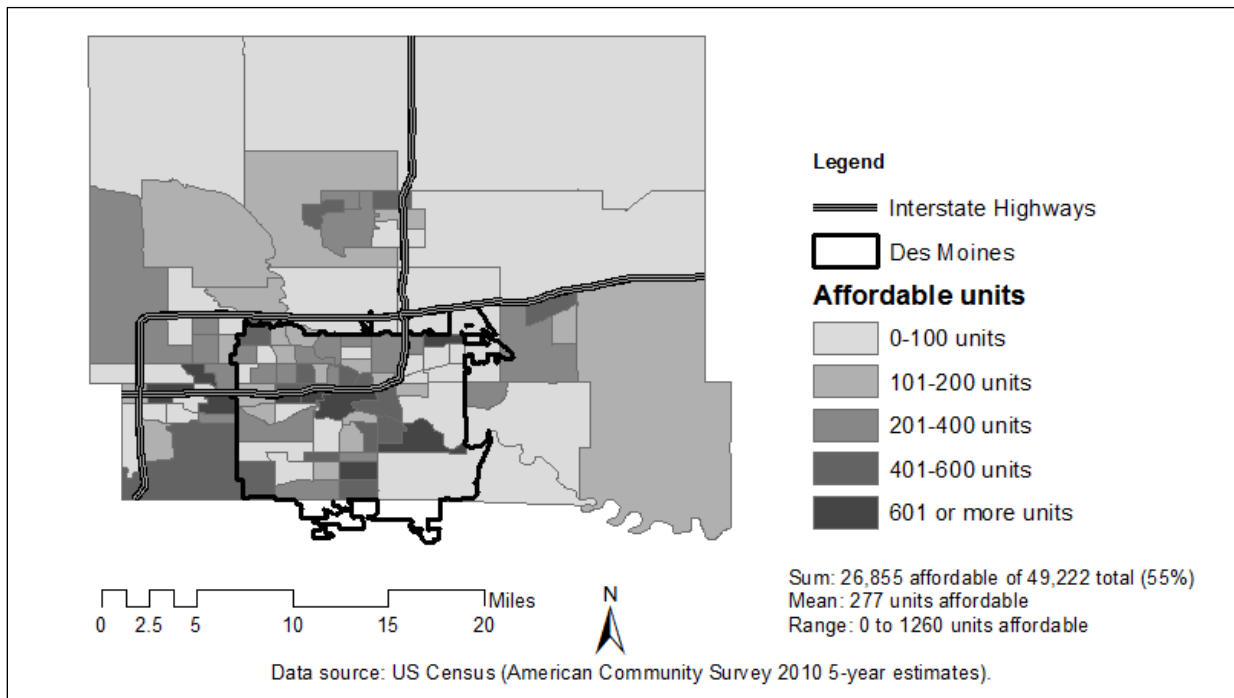 Legend
Interstate Highways
Des Moines
Affordable units
0-100 units
101-200 units
201-400 units
401-600 units
601 or more units
Sum: 26,855 affordable of 49,222 total (55%)
Mean: 277 units affordable
Range: 0 to 1260 units affordable
Miles
0 2.5 5 10 15 20
N
Data source: US Census (American Community Survey 2010 5-year estimates).